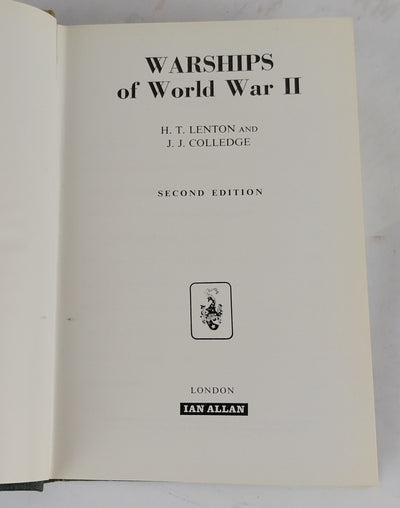 WARSHIPS
of World War II
H. T. LENTON AND
J. J. COLLEDGE
SECOND EDITION
LONDON
IAN ALLAN